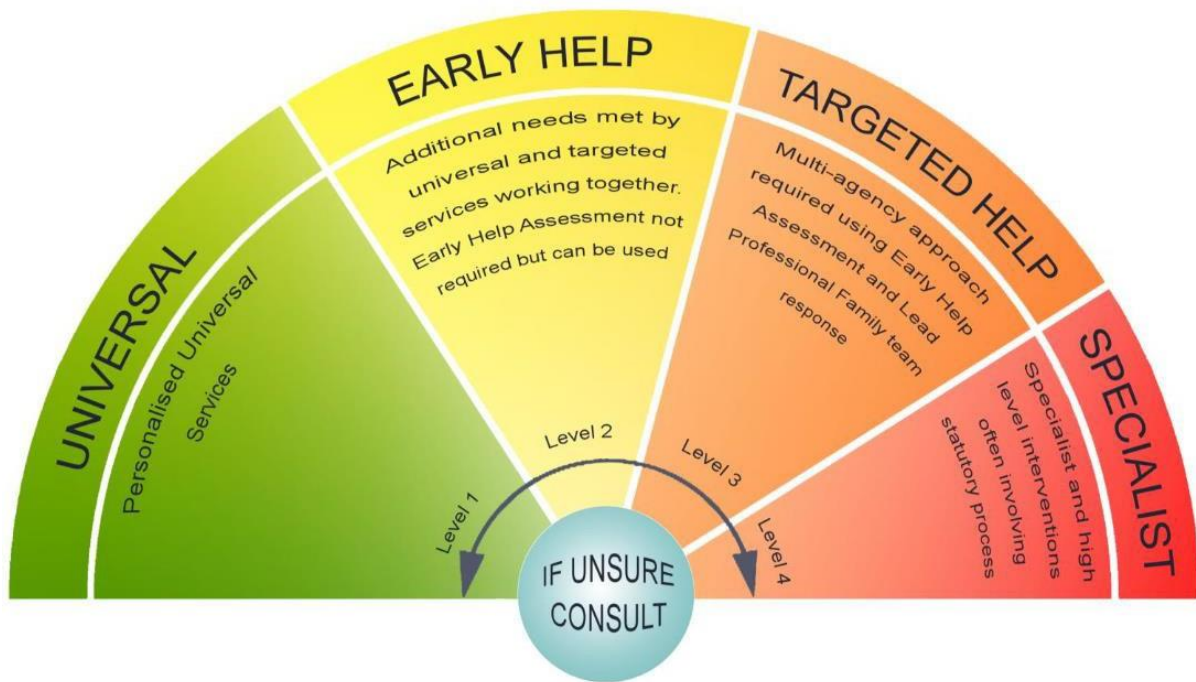 UNIVERSAL
Personalised Universal
Services
Level 1
EARLY HELP
Additional needs met by
universal and targeted
services working together.
Early Help Assessment not
required but can be used
Level 2
TARGETED HELP
Multi-agency approach
required using Early Help
Assessment and Lead
Professional Family team
response
Level 3
SPECIALIST
Specialist and high
level interventions
often involving
statutory process
Level 4
IF UNSURE
CONSULT